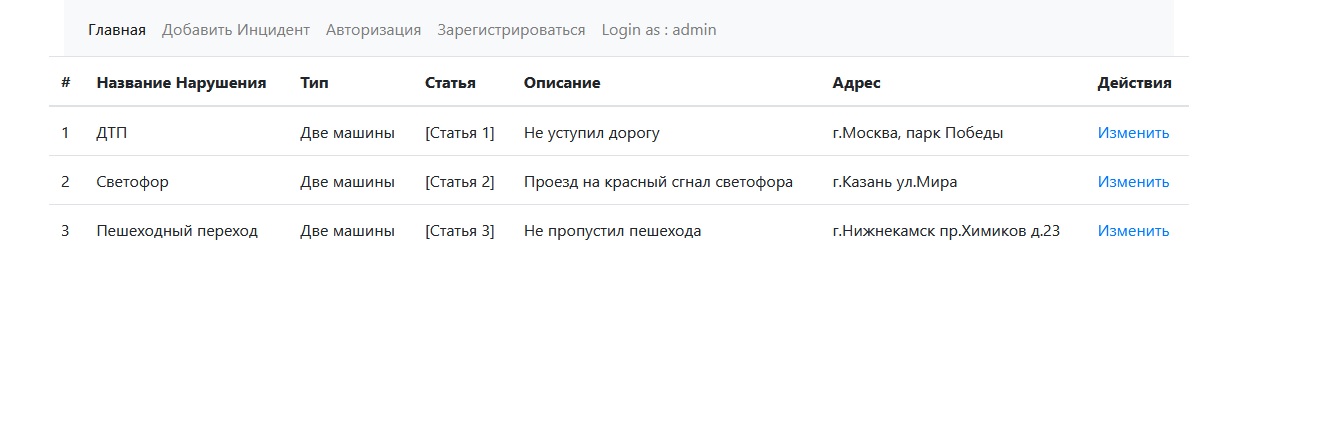 Главная Добавить Инцидент Авторизация Зарегистрироваться Login as : admin
# Название Нарушения Тип Статья Описание Адрес Действия
1 ДТП Две машины [Статья 1] Не уступил дорогу г.Москва, парк Победы Изменить
2 Светофор Две машины [Статья 2] Проезд на красный сгнал светофора г.Казань ул.Мира Изменить
3 Пешеходный переход Две машины [Статья 3] Не пропустил пешехода г.Нижнекамск пр.Химиков д.23 Изменить